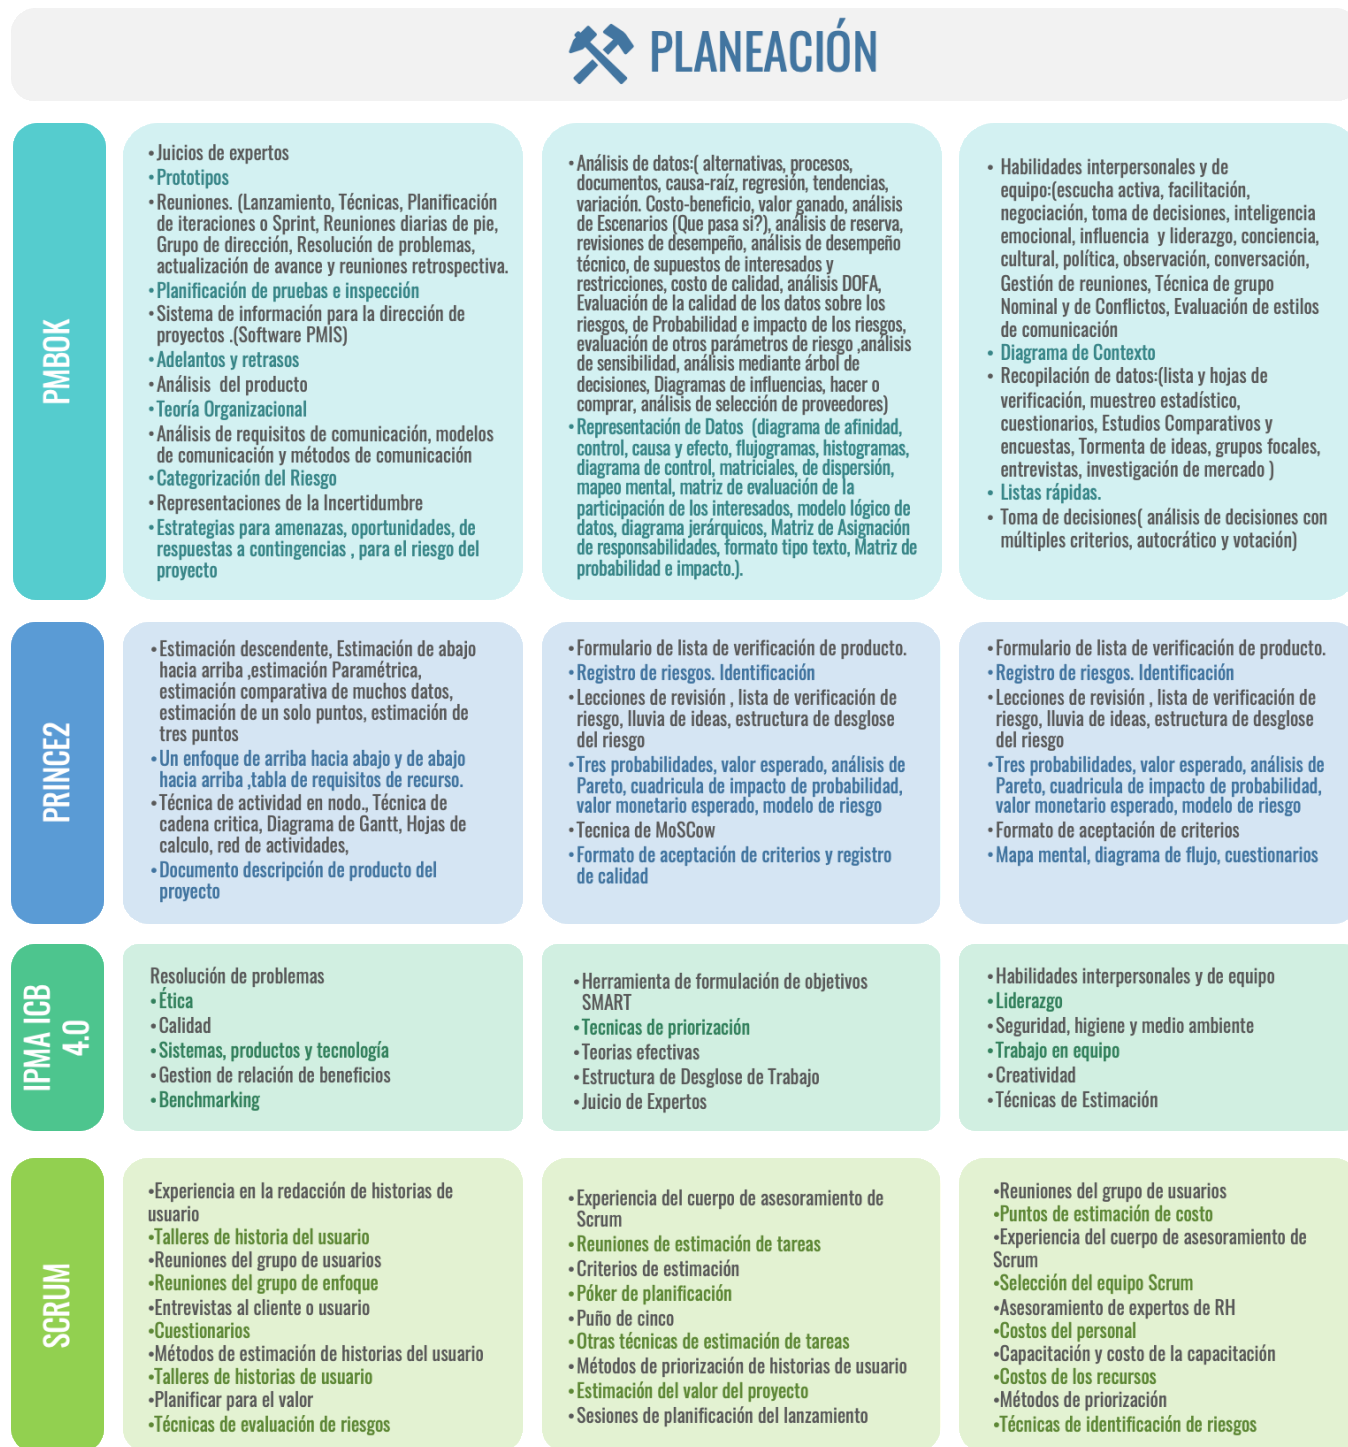 PLANEACIÓN
PMBOK
•Juicios de expertos
•Prototipos
•Reuniones. (Lanzamiento, Técnicas, Planificación
de iteraciones o Sprint, Reuniones diarias de pie,
Grupo de dirección, Resolución de problemas,
actualización de avance y reuniones retrospectiva.
•Planificación de pruebas e inspección
•Sistema de información para la dirección de
proyectos .(Software PMIS)
•Adelantos y retrasos
•Análisis del producto
•Teoría Organizacional
•Análisis de requisitos de comunicación, modelos
de comunicación y métodos de comunicación
•Categorización del Riesgo
•Representaciones de la Incertidumbre
•Estrategias para amenazas, oportunidades, de
respuestas a contingencias , para el riesgo del
proyecto
•Análisis de datos:( alternativas, procesos,
documentos, causa-raíz, regresión, tendencias,
variación. Costo-beneficio, valor ganado, análisis
de Escenarios (Que pasa si?), análisis de reserva,
revisiones de desempeño, análisis de desempeño
técnico, de supuestos de interesados y
restricciones, costo de calidad, análisis DOFA,
Evaluación de la calidad de los datos sobre los
riesgos, de Probabilidad e impacto de los riesgos,
evaluación de otros parámetros de riesgo ,análisis
de sensibilidad, análisis mediante árbol de
decisiones, Diagramas de influencias, hacer o
comprar, análisis de selección de proveedores)
•Representación de Datos (diagrama de afinidad,
control, causa y efecto, flujogramas, histogramas,
diagrama de control, matriciales, de dispersión,
mapeo mental, matriz de evaluación de la
participación de los interesados, modelo lógico de
datos, diagrama jerárquicos, Matriz de Asignación
de responsabilidades, formato tipo texto, Matriz de
probabilidad e impacto.).
• Habilidades interpersonales y de
equipo:(escucha activa, facilitación,
negociación, toma de decisiones, inteligencia
emocional, influencia y liderazgo, conciencia,
cultural, política, observación, conversación,
Gestión de reuniones, Técnica de grupo
Nominal y de Conflictos, Evaluación de estilos
de comunicación
• Diagrama de Contexto
• Recopilación de datos:(lista y hojas de
verificación, muestreo estadístico,
cuestionarios, Estudios Comparativos y
encuestas, Tormenta de ideas, grupos focales,
entrevistas, investigación de mercado )
• Listas rápidas.
• Toma de decisiones( análisis de decisiones con
múltiples criterios, autocrático y votación)
PRINCE2
•Estimación descendente, Estimación de abajo
hacia arriba ,estimación Paramétrica,
estimación comparativa de muchos datos,
estimación de un solo puntos, estimación de
tres puntos
•Un enfoque de arriba hacia abajo y de abajo
hacia arriba ,tabla de requisitos de recurso.
•Técnica de actividad en nodo., Técnica de
cadena critica, Diagrama de Gantt, Hojas de
calculo, red de actividades,
•Documento descripción de producto del
proyecto
•Formulario de lista de verificación de producto.
•Registro de riesgos. Identificación
•Lecciones de revisión , lista de verificación de
riesgo, lluvia de ideas, estructura de desglose
del riesgo
•Tres probabilidades, valor esperado, análisis de
Pareto, cuadricula de impacto de probabilidad,
valor monetario esperado, modelo de riesgo
•Tecnica de MoSCow
•Formato de aceptación de criterios y registro
de calidad
•Formulario de lista de verificación de producto.
•Registro de riesgos. Identificación
•Lecciones de revisión , lista de verificación de
riesgo, lluvia de ideas, estructura de desglose
del riesgo
•Tres probabilidades, valor esperado, análisis de
Pareto, cuadricula de impacto de probabilidad,
valor monetario esperado, modelo de riesgo
•Formato de aceptación de criterios
•Mapa mental, diagrama de flujo, cuestionarios
IPMA ICB
4.0
Resolución de problemas
•Ética
•Calidad
•Sistemas, productos y tecnología
•Gestion de relación de beneficios
•Benchmarking
•Herramienta de formulación de objetivos
SMART
•Tecnicas de priorización
•Teorias efectivas
•Estructura de Desglose de Trabajo
•Juicio de Expertos
•Habilidades interpersonales y de equipo
•Liderazgo
•Seguridad, higiene y medio ambiente
•Trabajo en equipo
•Creatividad
•Técnicas de Estimación
SCRUM
•Experiencia en la redacción de historias de
usuario
•Talleres de historia del usuario
•Reuniones del grupo de usuarios
•Reuniones del grupo de enfoque
•Entrevistas al cliente o usuario
•Cuestionarios
•Métodos de estimación de historias del usuario
•Talleres de historias de usuario
•Planificar para el valor
•Técnicas de evaluación de riesgos
•Experiencia del cuerpo de asesoramiento de
Scrum
•Reuniones de estimación de tareas
•Criterios de estimación
•Póker de planificación
•Puño de cinco
•Otras técnicas de estimación de tareas
•Métodos de priorización de historias de usuario
•Estimación del valor del proyecto
•Sesiones de planificación del lanzamiento
•Reuniones del grupo de usuarios
•Puntos de estimación de costo
•Experiencia del cuerpo de asesoramiento de
Scrum
•Selección del equipo Scrum
•Asesoramiento de expertos de RH
•Costos del personal
•Capacitación y costo de la capacitación
•Costos de los recursos
•Métodos de priorización
•Técnicas de identificación de riesgos